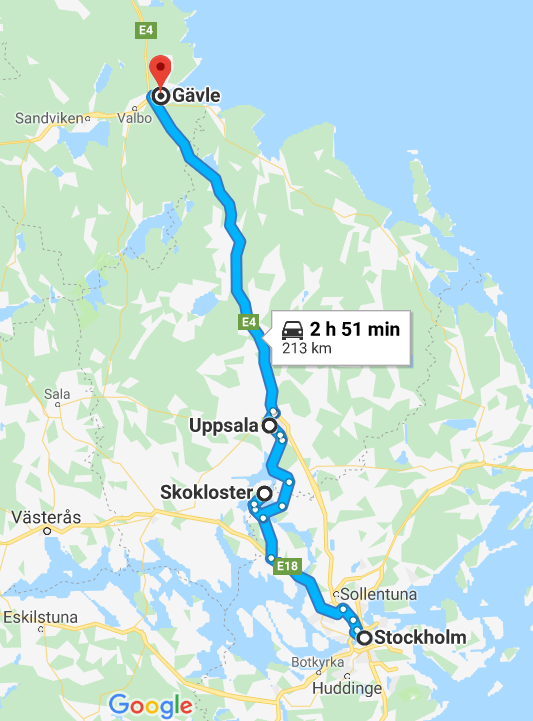 E4
Gävle
Sandviken
Valbo
E4
2 h 51 min
213 km
Sala
Uppsala
Skokloster
Västerås
E18
Sollentuna
Eskilstuna
Stockholm
Botkyrka
Huddinge
Google